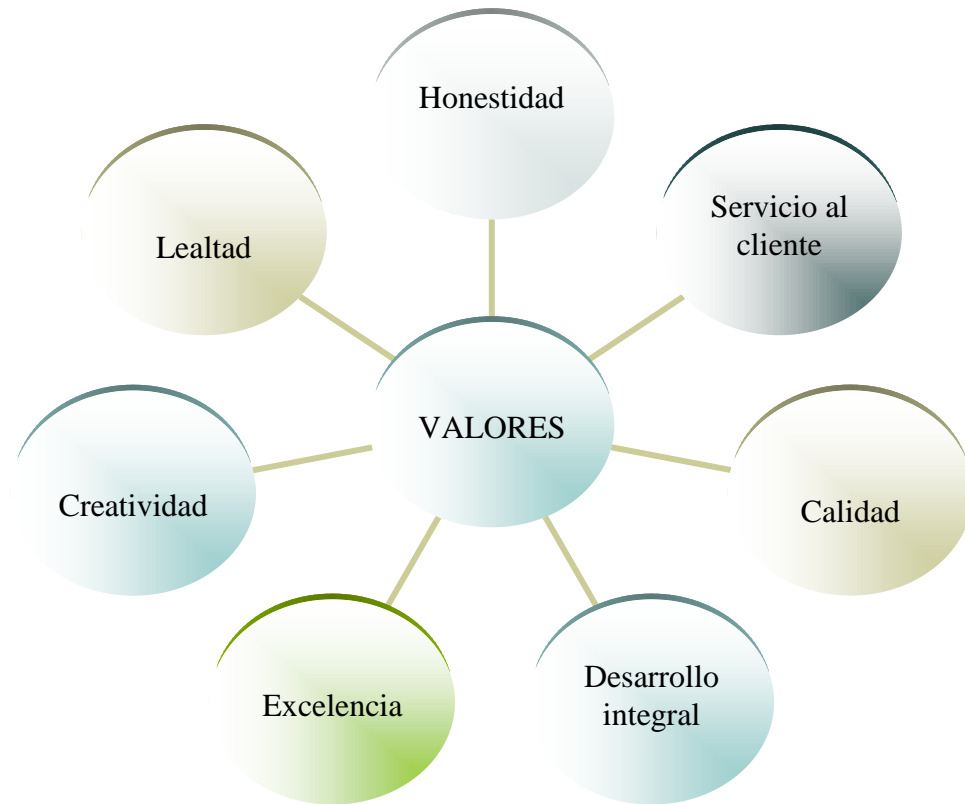 Honestidad
Servicio al
cliente
Lealtad
VALORES
Creatividad
Calidad
Excelencia
Desarrollo
integral